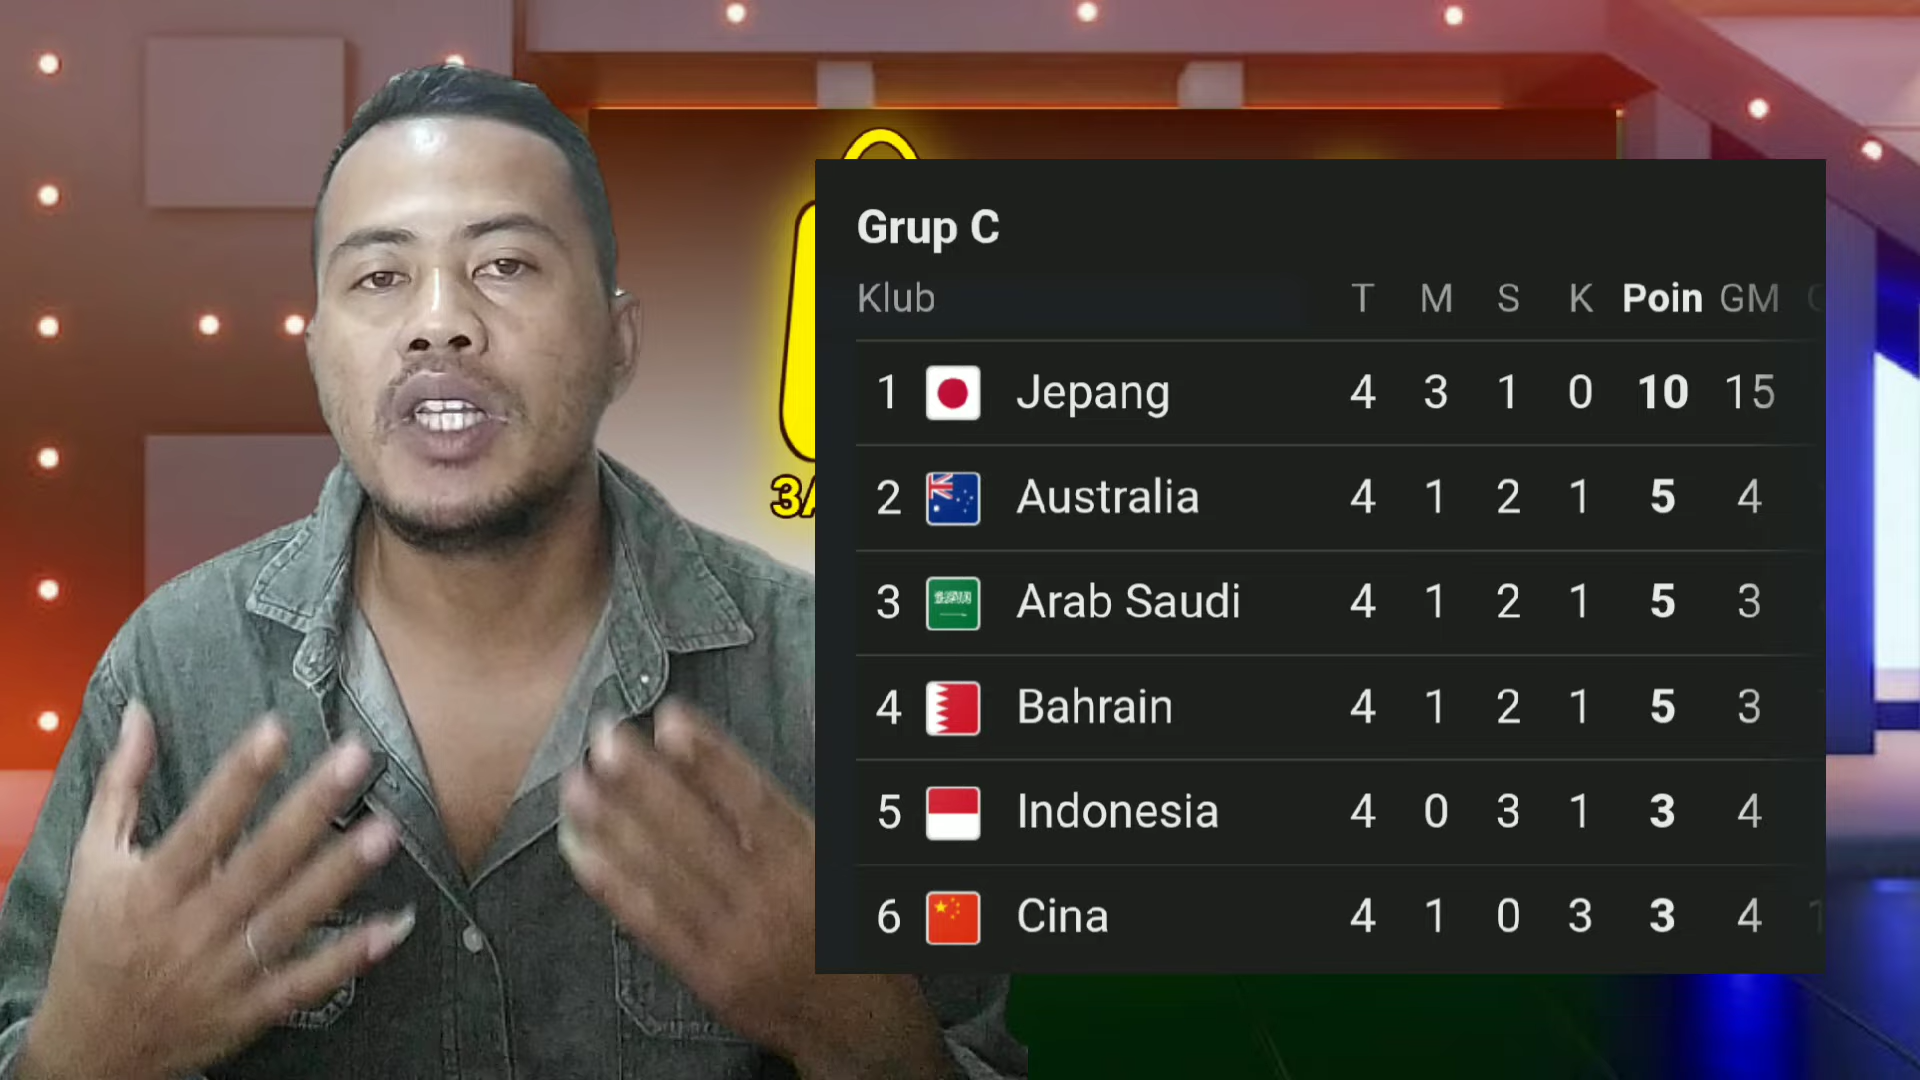 Grup C
Klub T M S K Poin GM
1 Jepang 4 3 1 0 10 15
2 Australia 4 1 2 1 5 4
3 Arab Saudi 4 1 2 1 5 3
4 Bahrain 4 1 2 1 5 3
5 Indonesia 4 0 3 1 3 4
6 Cina 4 1 0 3 3 4